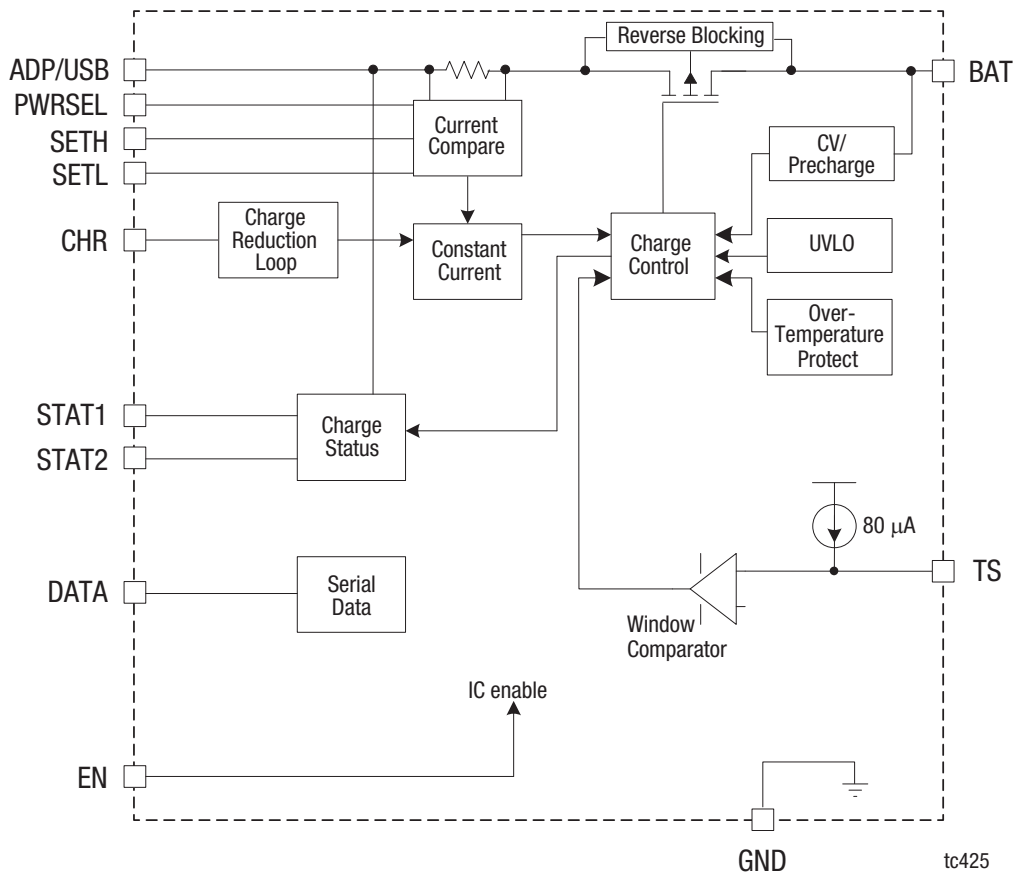 Reverse Blocking
ADP/USB
BAT
PWRSEL
SETH
SETL
Current
Compare
CV/
Precharge
CHR
Charge
Reduction
Loop
Constant
Current
Charge
Control
UVLO
Over-
Temperature
Protect
STAT1
STAT2
Charge
Status
80 μA
TS
DATA
Serial
Data
Window
Comparator
IC enable
EN
GND
tc425